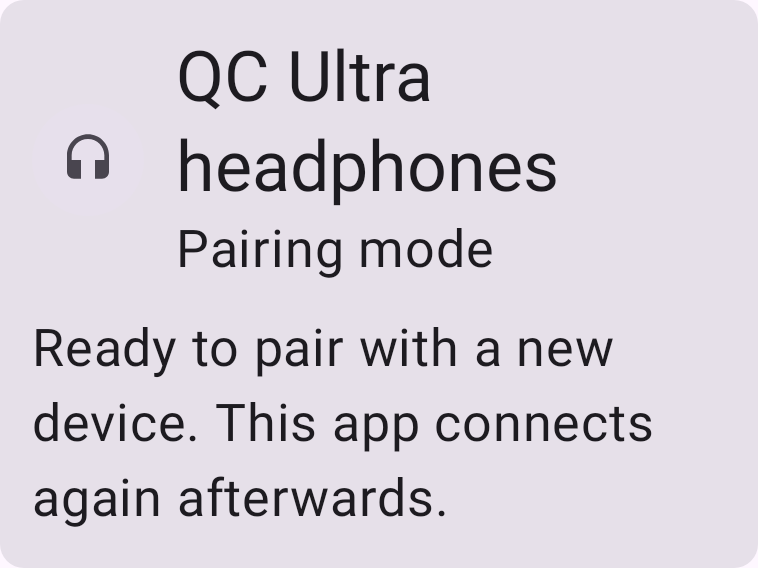 QC Ultra
headphones
Pairing mode
Ready to pair with a new
device. This app connects
again afterwards.